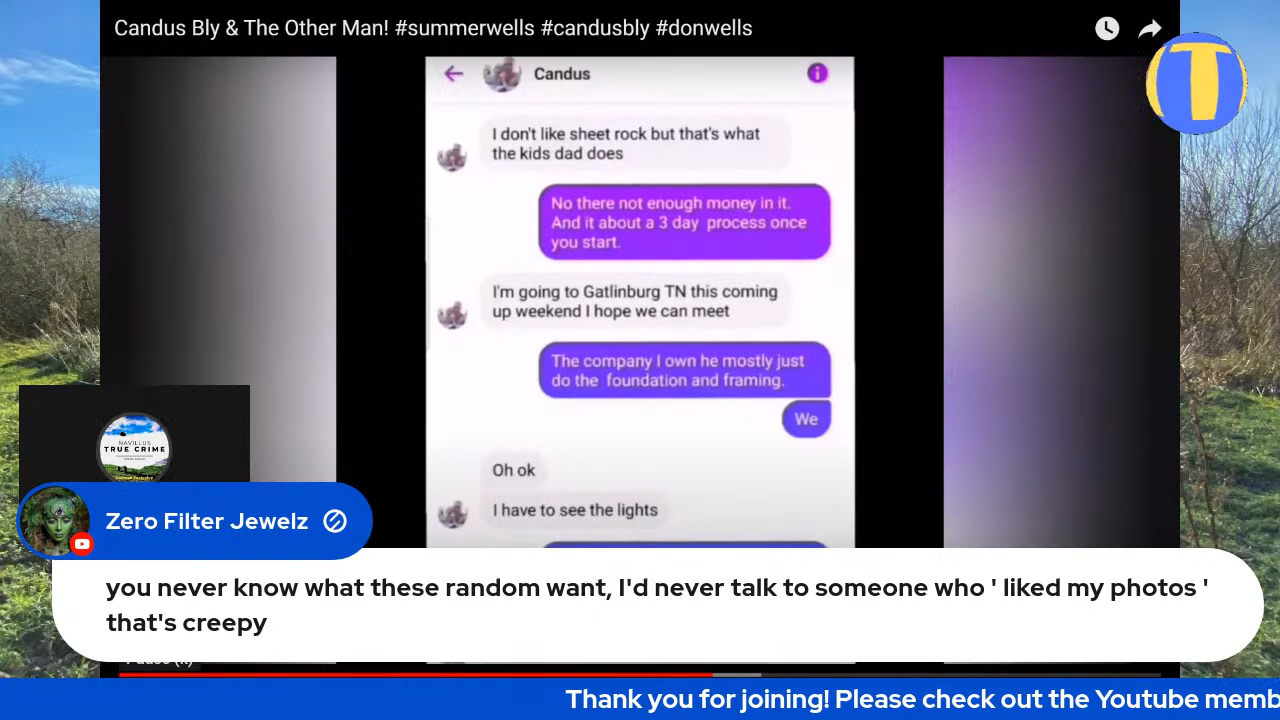 Candus Bly & The Other Man! #summerwells #candusbly #donwells
T
Candus
I don't like sheet rock but that's what
the kids dad does
No there not enough money in it.
And it about a 3 day process once
you start.
I'm going to Gatlinburg TN this coming
up weekend I hope we can meet
The company I own he mostly just
do the foundation and framing.
We
Oh ok
I have to see the lights
NAVILLUS
TRUE CRIME
Zero Filter Jewelz
you never know what these random want, I'd never talk to someone who ' liked my photos '
that's creepy
Thank you for joining! Please check out the Youtube memb